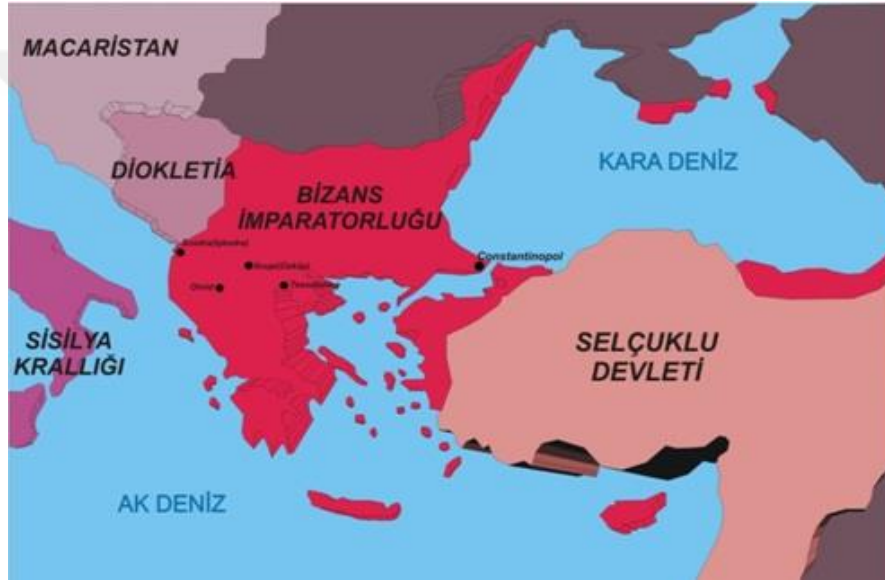 MACARİSTAN
DİOKLETİA
KARA DENİZ
BİZANS
İMPARATORLUĞU
Constantinopol
SİSİLYA
KRALLIĞI
SELÇUKLU
DEVLETİ
AK DENİZ